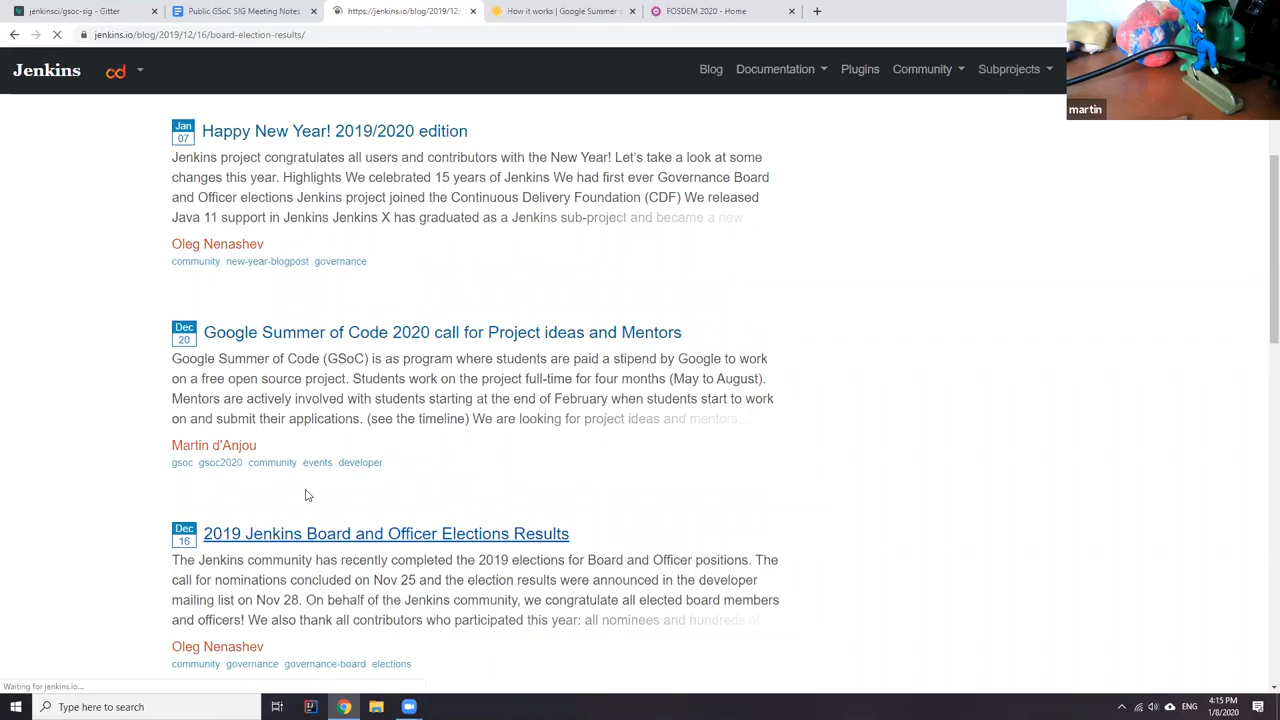 jenkinsci/gsoc-sig - Gitter
Public GSoC SIG Meeting Notes
https://jenkins.io/blog/2019/12/
How it works | Google Summer
FOSDEM 2020 - Home
jenkins.io/blog/2019/12/16/board-election-results/
Jenkins
cd
Blog
Documentation
Plugins
Community
Subprojects
martin
Jan
07
Happy New Year! 2019/2020 edition
Jenkins project congratulates all users and contributors with the New Year! Let's take a look at some
changes this year. Highlights We celebrated 15 years of Jenkins We had first ever Governance Board
and Officer elections Jenkins project joined the Continuous Delivery Foundation (CDF) We released
Java 11 support in Jenkins Jenkins X has graduated as a Jenkins sub-project and became a new
Oleg Nenashev
community new-year-blogpost governance
Dec
20
Google Summer of Code 2020 call for Project ideas and Mentors
Google Summer of Code (GSoC) is as program where students are paid a stipend by Google to work
on a free open source project. Students work on the project full-time for four months (May to August).
Mentors are actively involved with students starting at the end of February when students start to work
on and submit their applications. (see the timeline) We are looking for project ideas and mentors...
Martin d'Anjou
gsoc gsoc2020 community events developer
Dec
16
2019 Jenkins Board and Officer Elections Results
The Jenkins community has recently completed the 2019 elections for Board and Officer positions. The
call for nominations concluded on Nov 25 and the election results were announced in the developer
mailing list on Nov 28. On behalf of the Jenkins community, we congratulate all elected board members
and officers! We also thank all contributors who participated this year: all nominees and hundreds of
Oleg Nenashev
community governance governance-board elections
Waiting for jenkins.io...
Type here to search
ENG
4:15 PM
1/8/2020